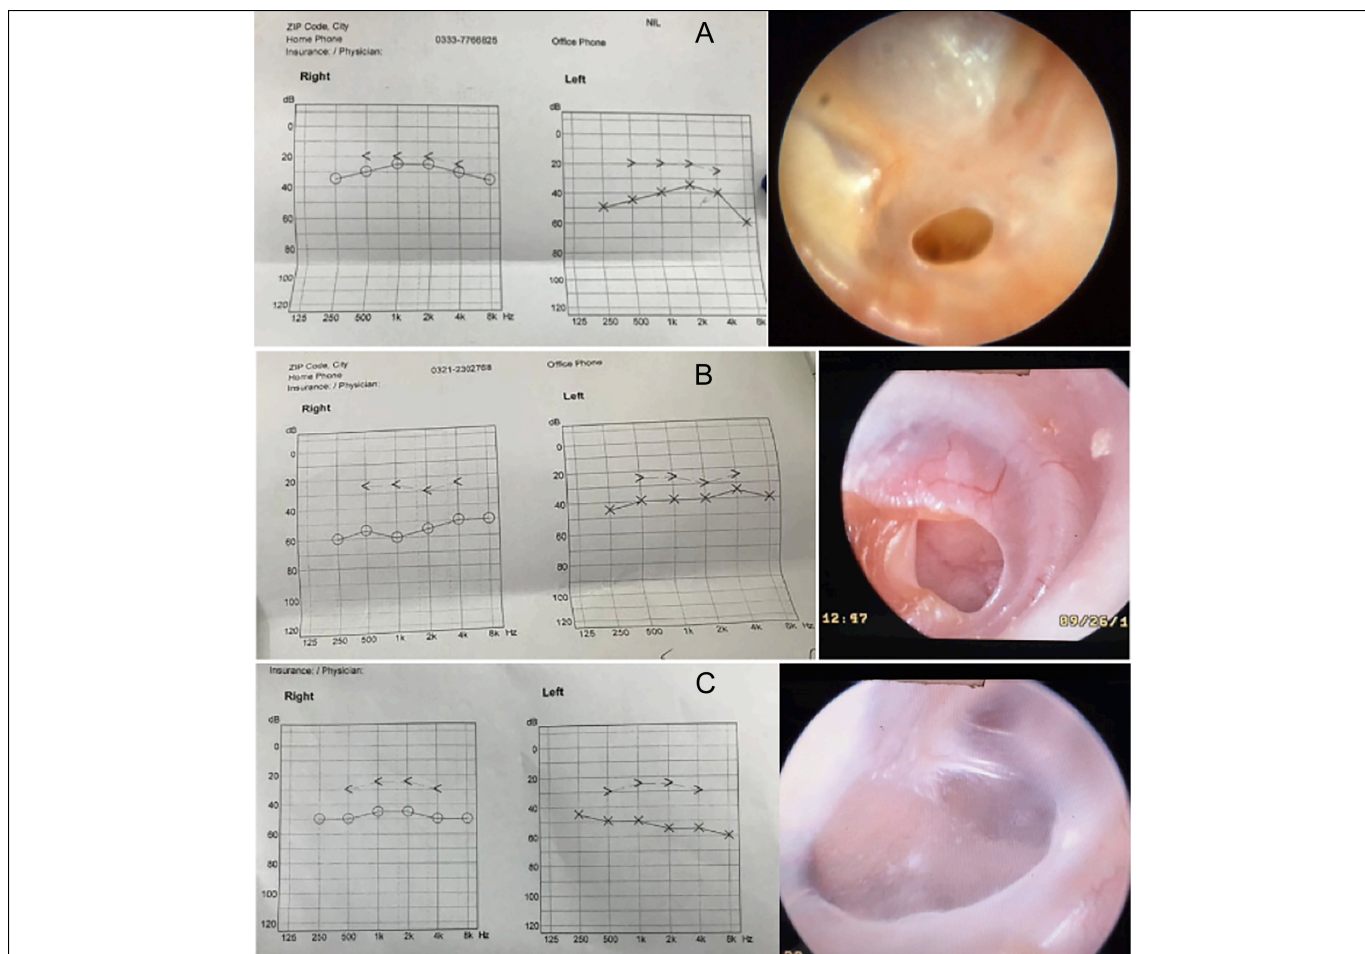 NIL
A
ZIP Code, City
Home Phone 0333-7766825 Office Phone
Insurance: / Physician:
Right Left
dB dB
0 0
20 20
40 40
60 60
80 80
100 100
120 120
125 250 500 1k 2k 4k 8k Hz 125 250 500 1k 2k 4k 8k
ZIP Code, City Office Phone
Home Phone 0321-2302768
Insurance: / Physician:
B
Right Left
dB dB
0 0
20 20
40 40
60 60
80 80
100 100
120 120
125 250 500 1k 2k 4k 8k Hz 125 250 500 1k 2k 4k 8k Hz
12:47 09/26/1
Insurance: / Physician:
C
Right Left
dB dB
0 0
20 20
40 40
60 60
80 80
100 100
120 120
125 250 500 1k 2k 4k 8k Hz 125 250 500 1k 2k 4k 8k Hz